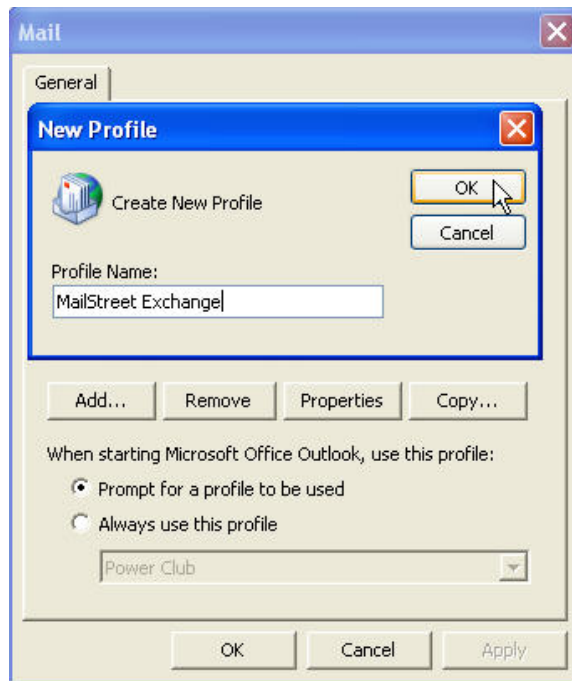 Mail
General
New Profile
Create New Profile
OK
Cancel
Profile Name:
MailStreet Exchange
Add... Remove Properties Copy...
When starting Microsoft Office Outlook, use this profile:
Prompt for a profile to be used
Always use this profile
Power Club
OK Cancel Apply